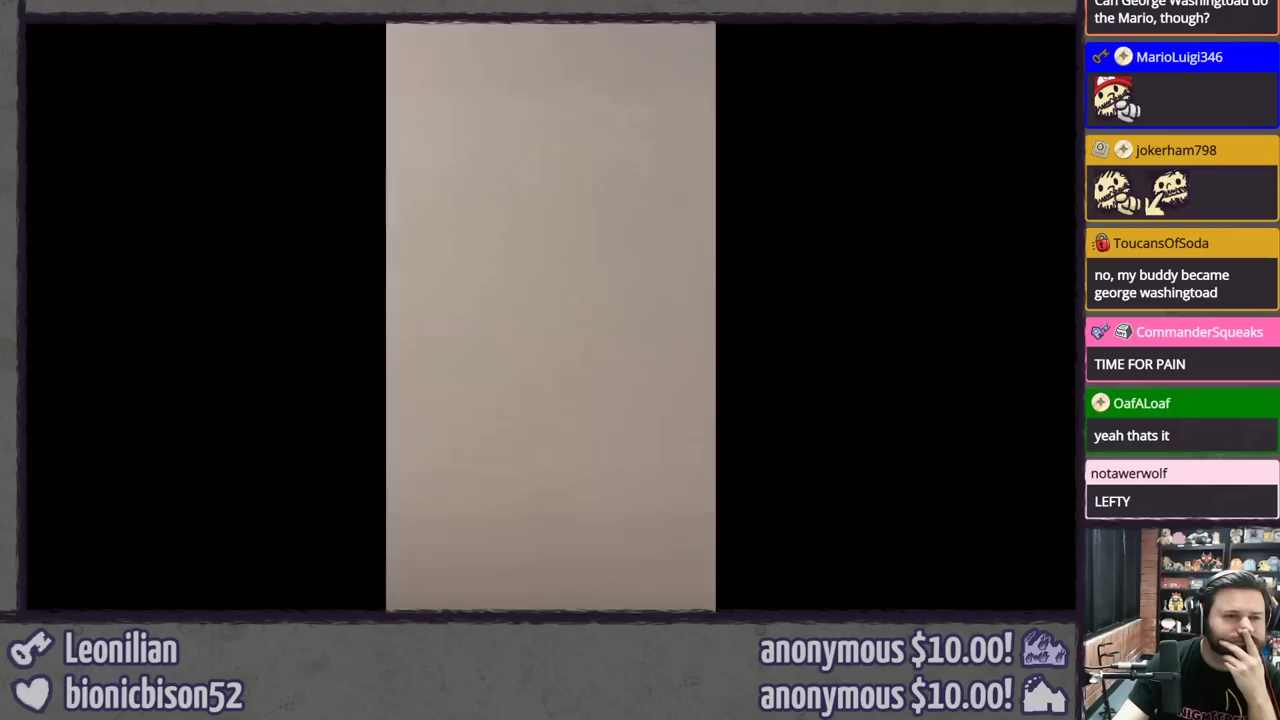 Can George Washingtoad do
the Mario, though?
MarioLuigi346
jokerham798
ToucansOfSoda
no, my buddy became
george washingtoad
CommanderSqueaks
TIME FOR PAIN
OafALoaf
yeah thats it
notawerwolf
LEFTY
Leonilian
anonymous $10.00!
bionicbison52
anonymous $10.00!